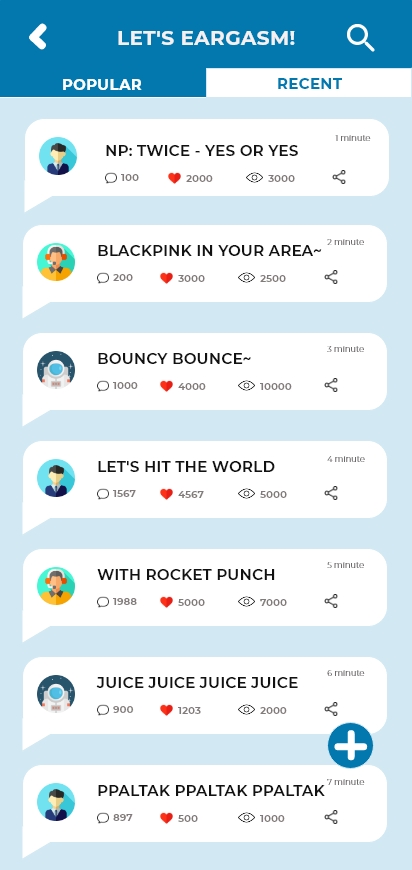 LET'S EARGASM!
POPULAR RECENT
1 minute
NP: TWICE - YES OR YES
100 2000 3000
2 minute
BLACKPINK IN YOUR AREA~
200 3000 2500
3 minute
BOUNCY BOUNCE~
1000 4000 10000
4 minute
LET'S HIT THE WORLD
1567 4567 5000
5 minute
WITH ROCKET PUNCH
1988 5000 7000
6 minute
JUICE JUICE JUICE JUICE
900 1203 2000
7 minute
PPALTAK PPALTAK PPALTAK
897 500 1000